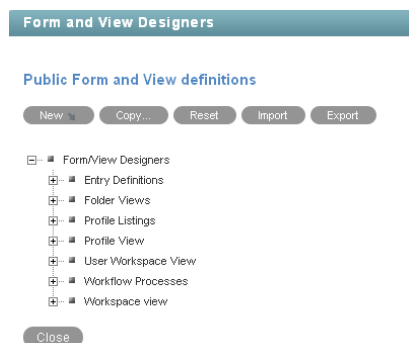 Form and View Designers
Public Form and View definitions
New Copy... Reset Import Export
Form/View Designers
Entry Definitions
Folder Views
Profile Listings
Profile View
User Workspace View
Workflow Processes
Workspace view
Close